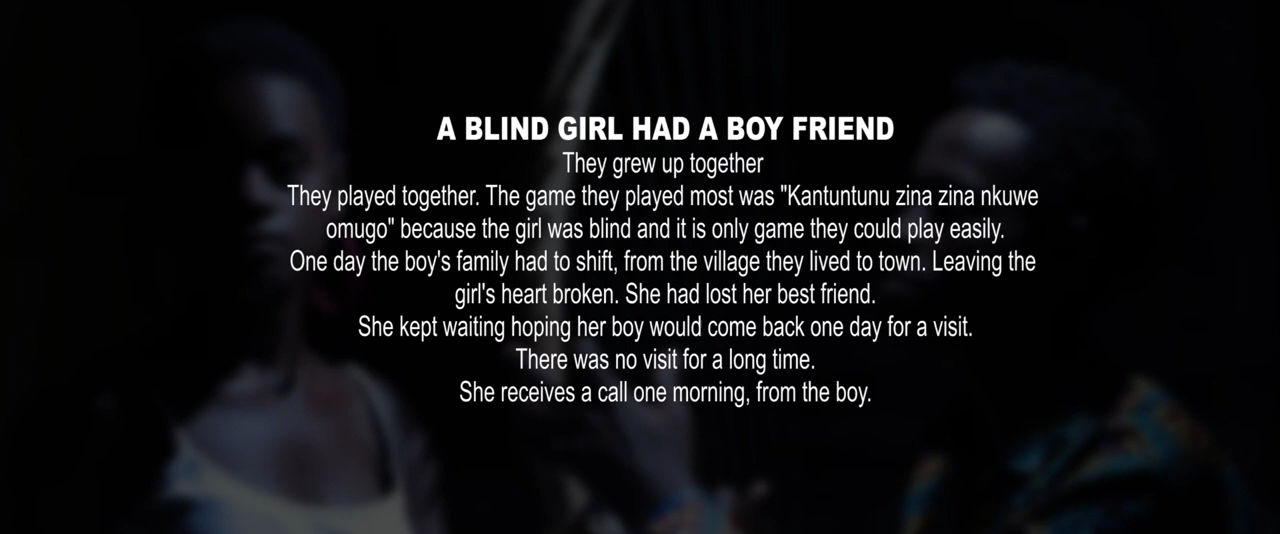 A BLIND GIRL HAD A BOY FRIEND
They grew up together
They played together. The game they played most was "Kantuntunu zina zina nkuwe
omugo" because the girl was blind and it is only game they could play easily.
One day the boy's family had to shift, from the village they lived to town. Leaving the
girl's heart broken. She had lost her best friend.
She kept waiting hoping her boy would come back one day for a visit.
There was no visit for a long time.
She receives a call one morning, from the boy.